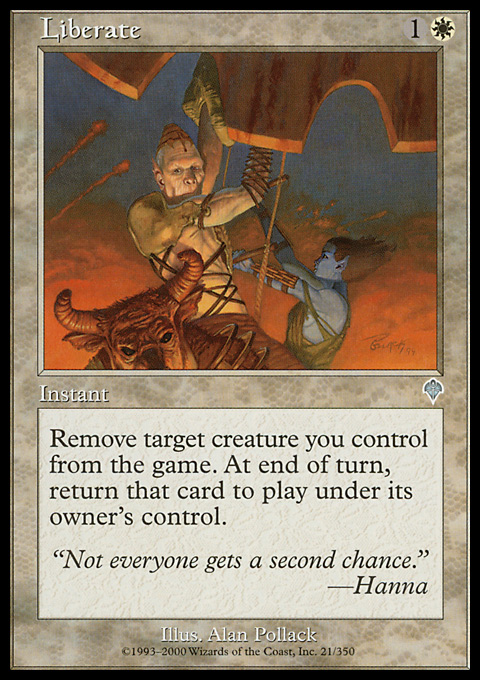 Liberate 1
Instant
Remove target creature you control
from the game. At end of turn,
return that card to play under its
owner's control.
“Not everyone gets a second chance.”
—Hanna
Illus. Alan Pollack
©1993–2000 Wizards of the Coast, Inc. 21/350